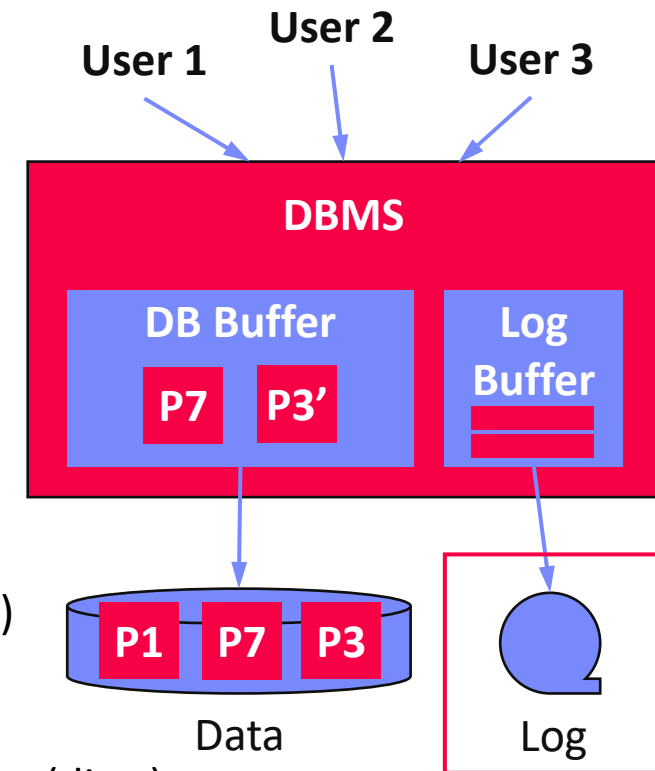 User 1
User 2
User 3
DBMS
DB Buffer
P7
P3’
Log
Buffer
)
P1
P7
P3
Data
Log